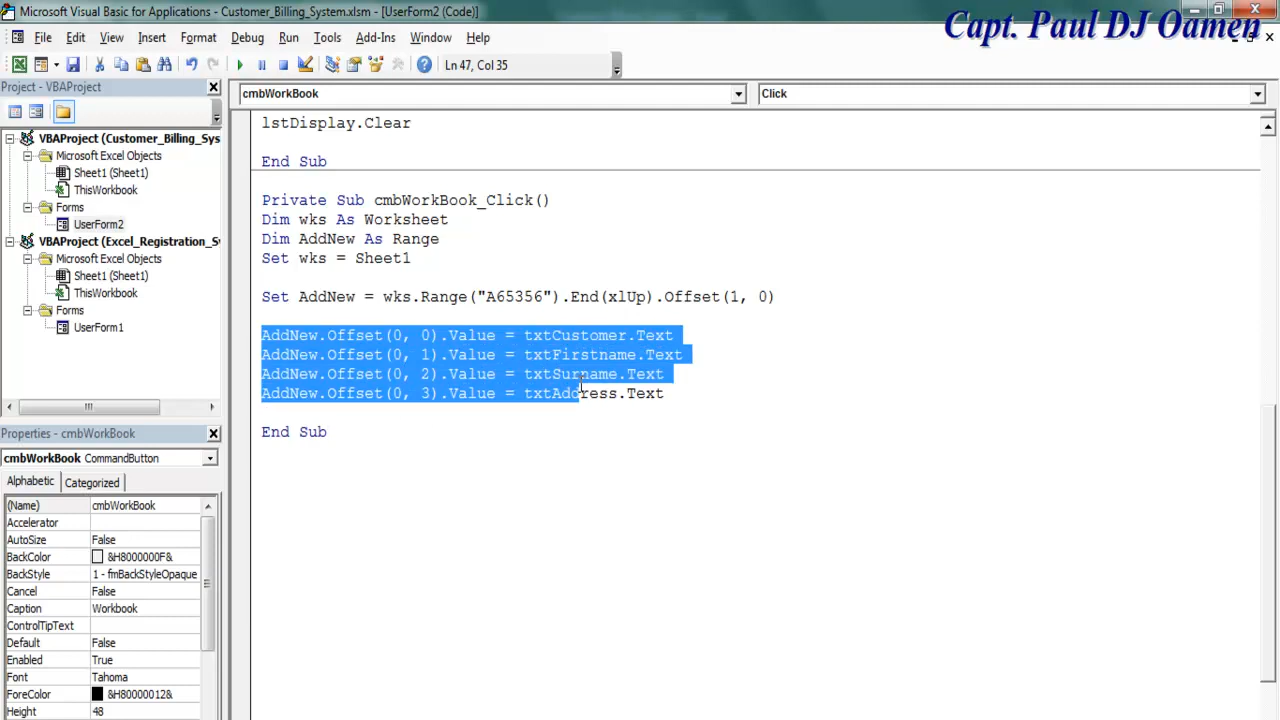 Microsoft Visual Basic for Applications - Customer_Billing_System.xlsm - [UserForm2 (Code)]
Capt. Paul DJ Oamen
File Edit View Insert Format Debug Run Tools Add-Ins Window Help
Ln 47, Col 35
Project - VBAProject
cmbWorkBook
Click
VBAProject (Customer_Billing_Sys
Microsoft Excel Objects
Sheet1 (Sheet1)
ThisWorkbook
Forms
UserForm2
VBAProject (Excel_Registration_S
Microsoft Excel Objects
Sheet1 (Sheet1)
ThisWorkbook
Forms
UserForm1
lstDisplay.Clear
End Sub
Private Sub cmbWorkBook_Click()
Dim wks As Worksheet
Dim AddNew As Range
Set wks = Sheet1
Set AddNew = wks.Range("A65356").End(xlUp).Offset(1, 0)
AddNew.Offset(0, 0).Value = txtCustomer.Text
AddNew.Offset(0, 1).Value = txtFirstname.Text
AddNew.Offset(0, 2).Value = txtSurname.Text
AddNew.Offset(0, 3).Value = txtAddress.Text
End Sub
Properties - cmbWorkBook
cmbWorkBook CommandButton
Alphabetic Categorized
(Name) cmbWorkBook
Accelerator
AutoSize False
BackColor &H8000000F&
BackStyle 1 - fmBackStyleOpaque
Cancel False
Caption Workbook
ControlTipText
Default False
Enabled True
Font Tahoma
ForeColor &H80000012&
Height 48